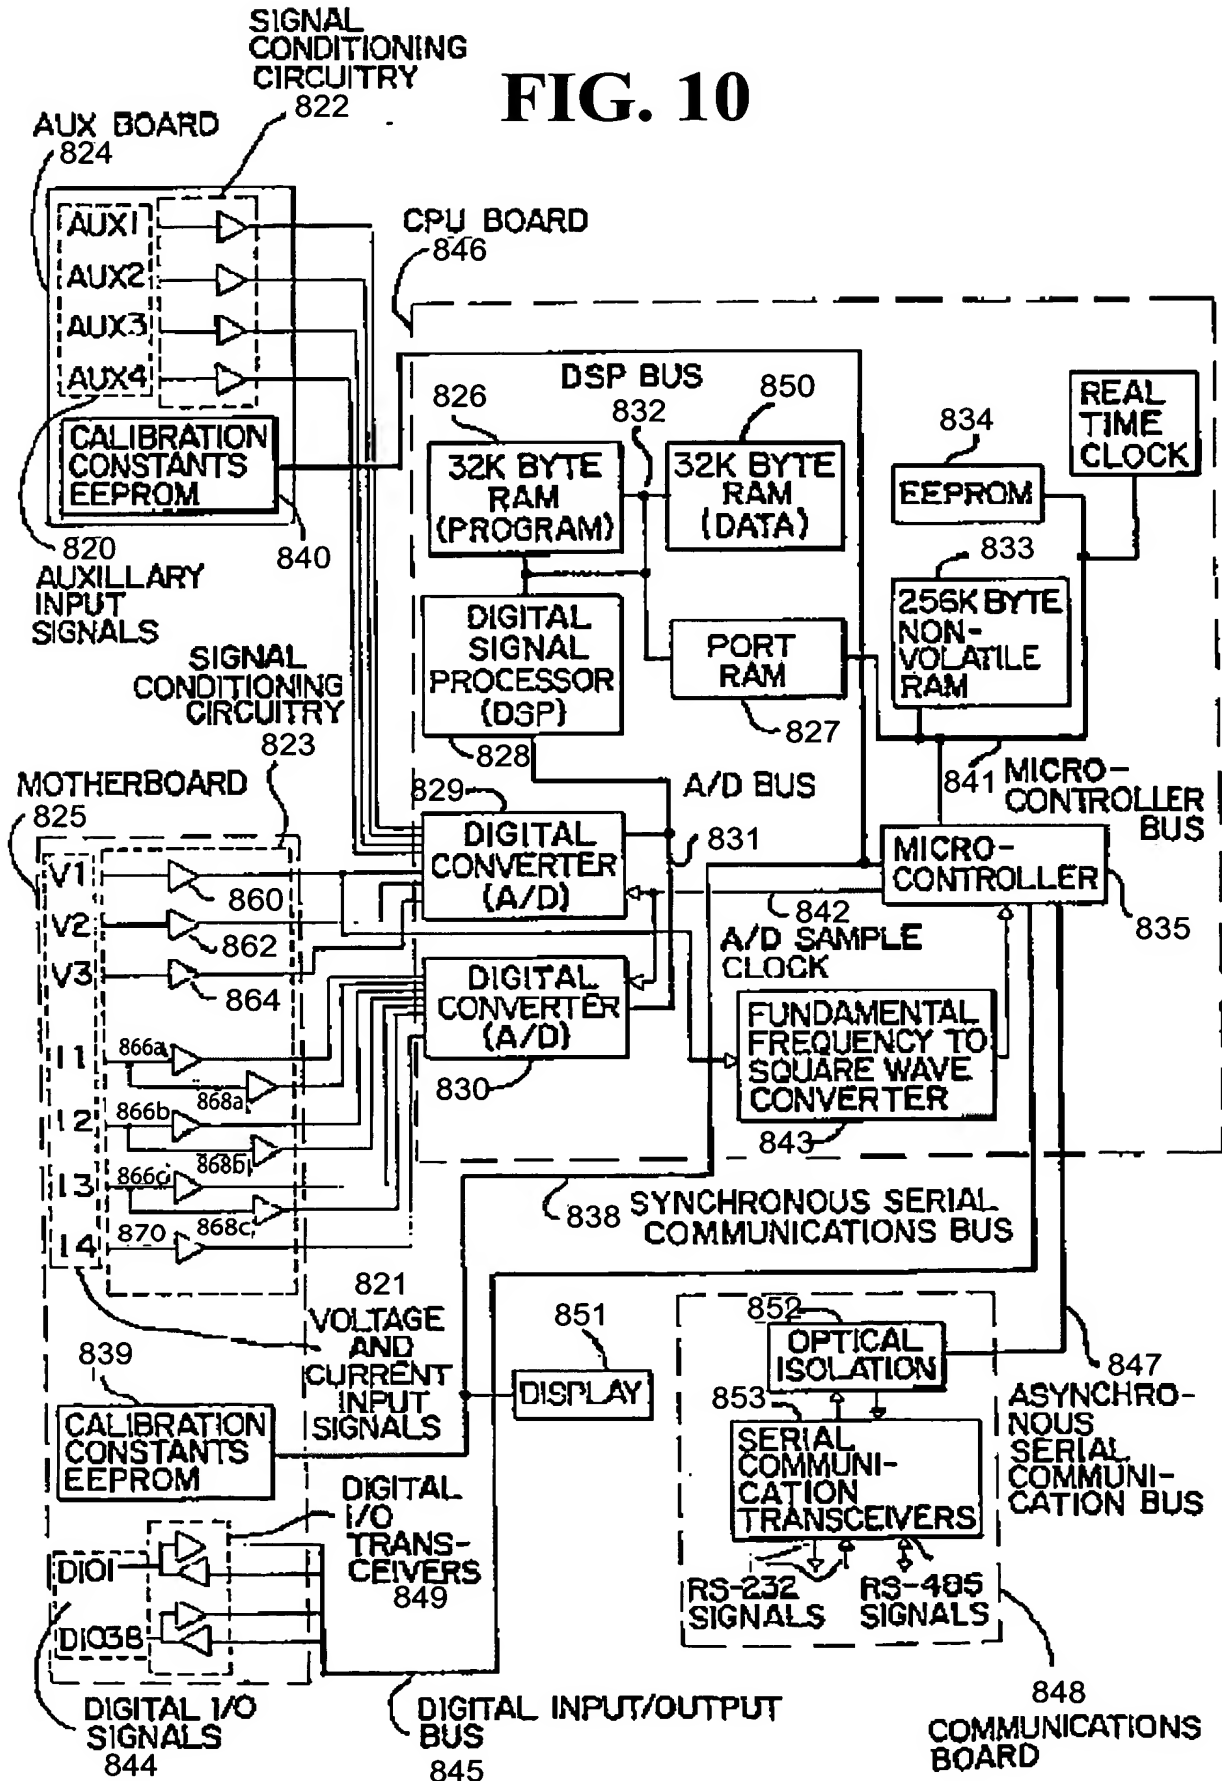 SIGNAL
CONDITIONING
CIRCUITRY
822
FIG. 10
AUX BOARD
824
AUX1
AUX2
AUX3
AUX4
CALIBRATION
CONSTANTS
EEPROM
820
840
AUXILLARY
INPUT
SIGNALS
CPU BOARD
846
DSP BUS
826
832
850
32K BYTE
RAM
(PROGRAM)
32K BYTE
RAM
(DATA)
834
EEPROM
REAL
TIME
CLOCK
833
256K BYTE
NON-
VOLATILE
RAM
DIGITAL
SIGNAL
PROCESSOR
(DSP)
828
PORT
RAM
827
841
MICRO-
CONTROLLER
BUS
SIGNAL
CONDITIONING
CIRCUITRY
823
MOTHERBOARD
825
829
A/D BUS
DIGITAL
CONVERTER
(A/D)
831
MICRO-
CONTROLLER
835
842
A/D SAMPLE
CLOCK
V1
860
V2
862
V3
864
DIGITAL
CONVERTER
(A/D)
830
FUNDAMENTAL
FREQUENCY TO
SQUARE WAVE
CONVERTER
843
I1
866a
868a
I2
866b
868b
I3
866c
868c
I4
870
838
SYNCHRONOUS SERIAL
COMMUNICATIONS BUS
821
VOLTAGE
AND
CURRENT
INPUT
SIGNALS
839
CALIBRATION
CONSTANTS
EEPROM
851
DISPLAY
852
OPTICAL
ISOLATION
853
SERIAL
COMMUNI-
CATION
TRANSCEIVERS
RS-232
SIGNALS
RS-485
SIGNALS
847
ASYNCHRO-
NOUS
SERIAL
COMMUNI-
CATION BUS
DIGITAL
I/O
TRANS-
CEIVERS
849
DIO1
DIO38
DIGITAL I/O
SIGNALS
844
DIGITAL INPUT/OUTPUT
BUS
845
848
COMMUNICATIONS
BOARD